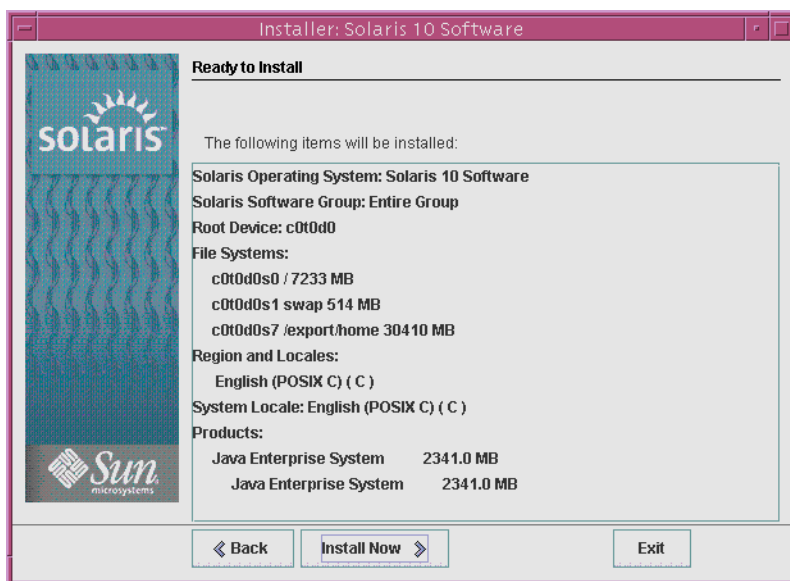 Installer: Solaris 10 Software
solaris
Sun
microsystems
Ready to Install
The following items will be installed:
Solaris Operating System: Solaris 10 Software
Solaris Software Group: Entire Group
Root Device: c0t0d0
File Systems:
c0t0d0s0 / 7233 MB
c0t0d0s1 swap 514 MB
c0t0d0s7 /export/home 30410 MB
Region and Locales:
English (POSIX C) ( C )
System Locale: English (POSIX C) ( C )
Products:
Java Enterprise System 2341.0 MB
Java Enterprise System 2341.0 MB
Back Install Now Exit